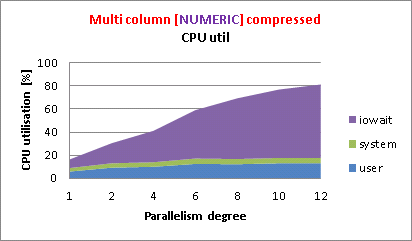 Multi column [NUMERIC] compressed
CPU util
CPU utilisation [%]
100
80
60
40
20
0
1 2 4 6 8 10 12
Parallelism degree
iowait
system
user